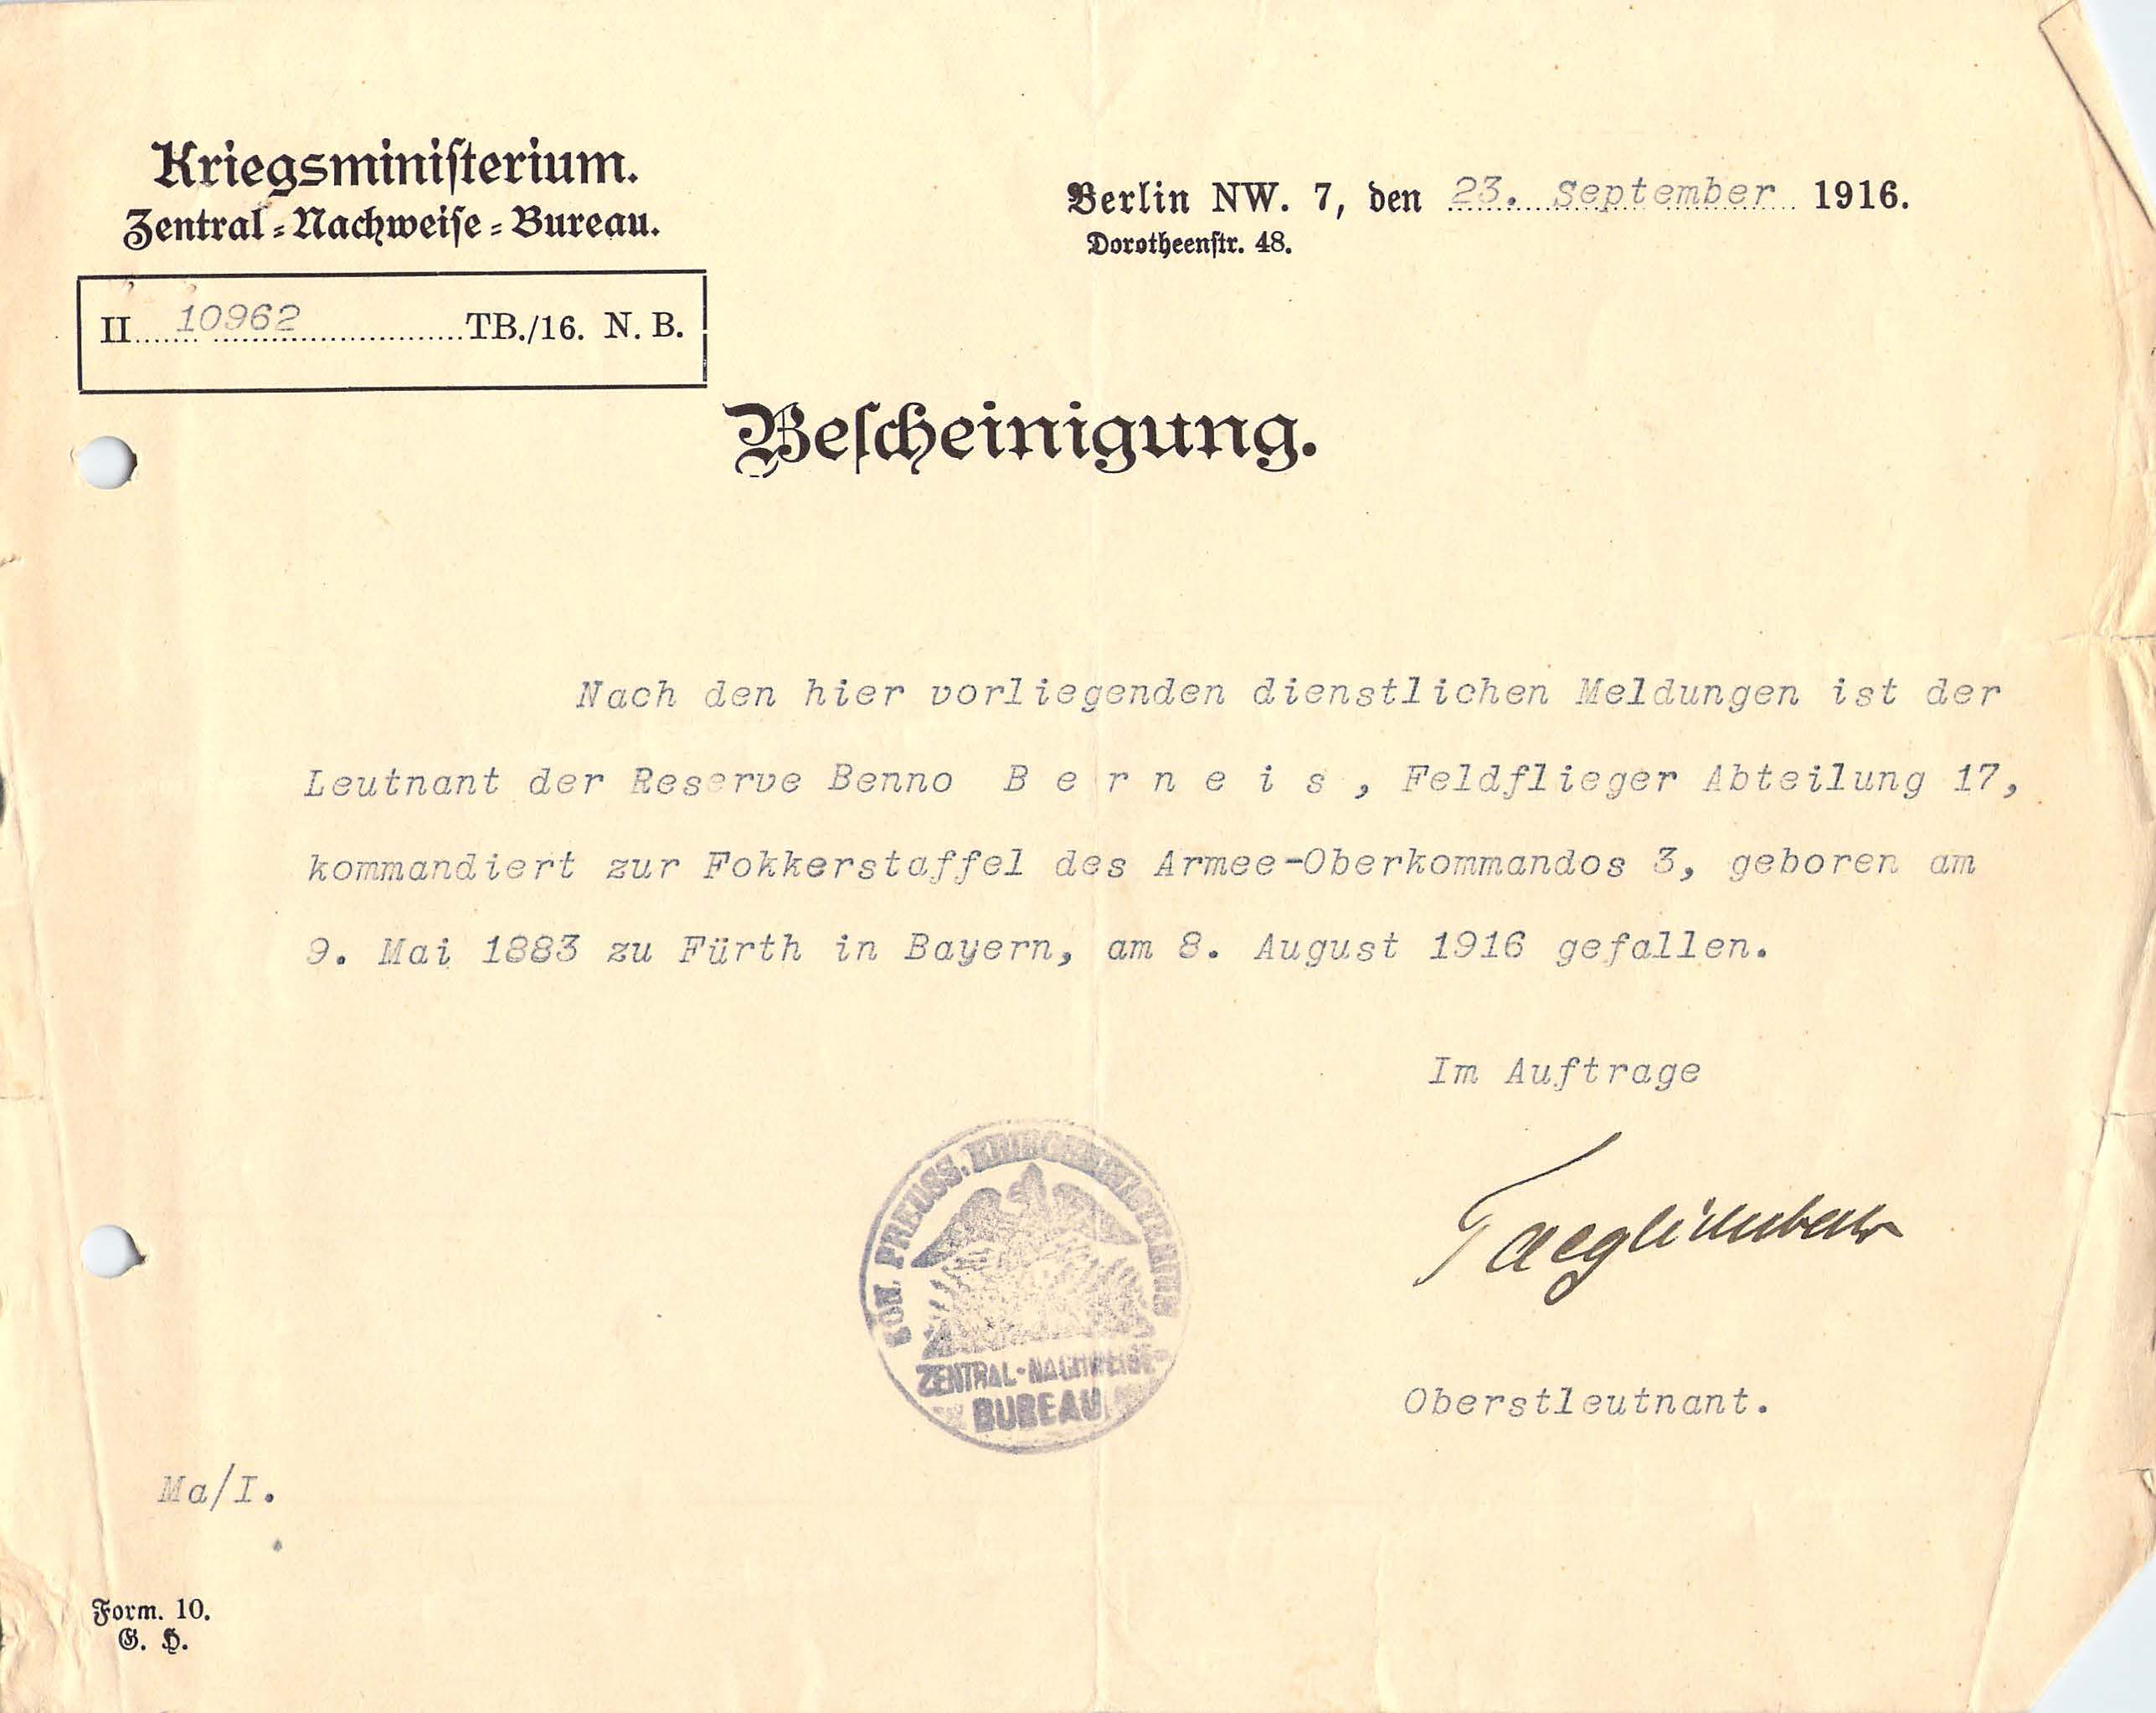 Kriegsminiſterium.
Zentral-Nachweiſe-Bureau.
Berlin NW. 7, den 23. September 1916.
Dorotheenſtr. 48.
II 10962 TB./16. N. B.
Beſcheinigung.
Nach den hier vorliegenden dienstlichen Meldungen ist der
Leutnant der Reserve Benno B e r n e i s , Feldflieger Abteilung 17,
kommandiert zur Fokkerstaffel des Armee-Oberkommandos 3, geboren am
9. Mai 1883 zu Fürth in Bayern, am 8. August 1916 gefallen.
Im Auftrage
KÖN. PREUSS. KRIEGSMINISTERIUM
ZENTRAL-NACHWEISE-
BUREAU
Oberstleutnant.
Ma/I.
Form. 10.
G. H.